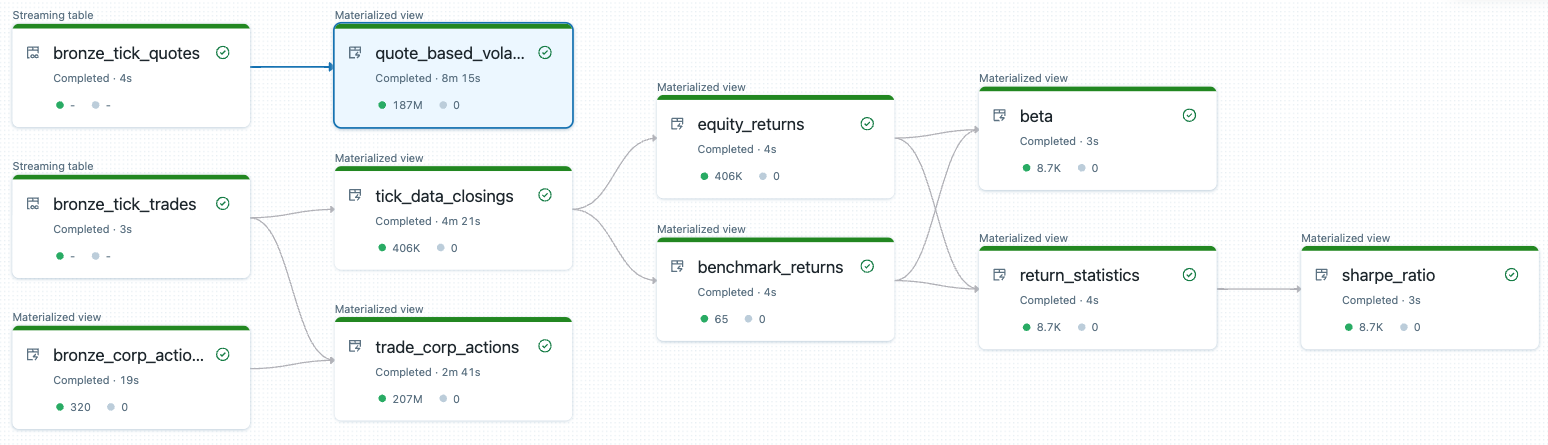 Streaming table
bronze_tick_quotes
Completed · 4s
- -
Materialized view
quote_based_vola...
Completed · 8m 15s
187M 0
Streaming table
bronze_tick_trades
Completed · 3s
- -
Materialized view
tick_data_closings
Completed · 4m 21s
406K 0
Materialized view
bronze_corp_actio...
Completed · 19s
320 0
Materialized view
trade_corp_actions
Completed · 2m 41s
207M 0
Materialized view
equity_returns
Completed · 4s
406K 0
Materialized view
benchmark_returns
Completed · 4s
65 0
Materialized view
beta
Completed · 3s
8.7K 0
Materialized view
return_statistics
Completed · 4s
8.7K 0
Materialized view
sharpe_ratio
Completed · 3s
8.7K 0